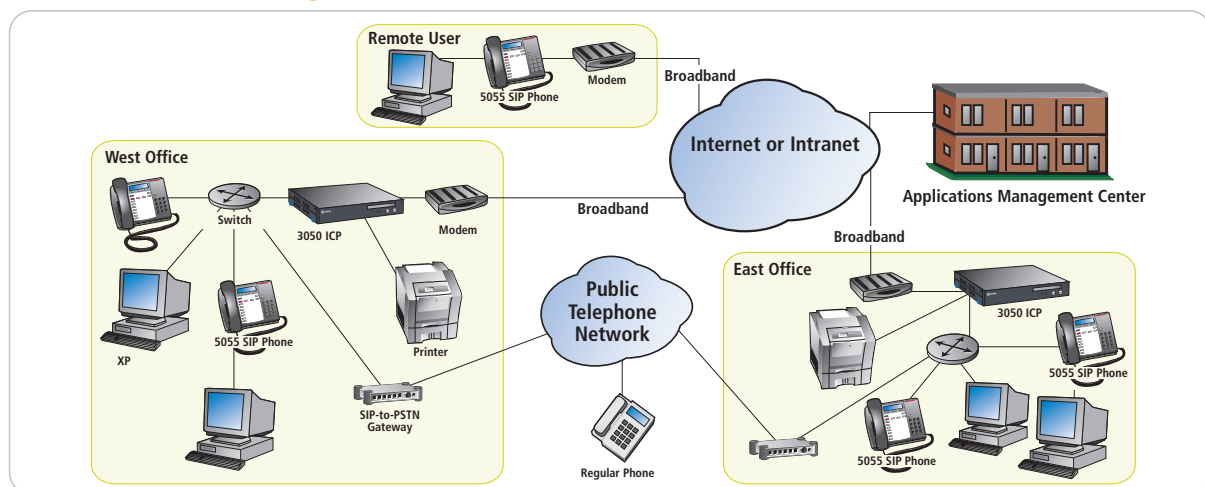 Remote User
5055 SIP Phone
Modem
Broadband
Internet or Intranet
Applications Management Center
West Office
Switch
3050 ICP
Modem
Broadband
XP
5055 SIP Phone
Printer
SIP-to-PSTN
Gateway
Public
Telephone
Network
Regular Phone
Broadband
East Office
3050 ICP
5055 SIP Phone
5055 SIP Phone